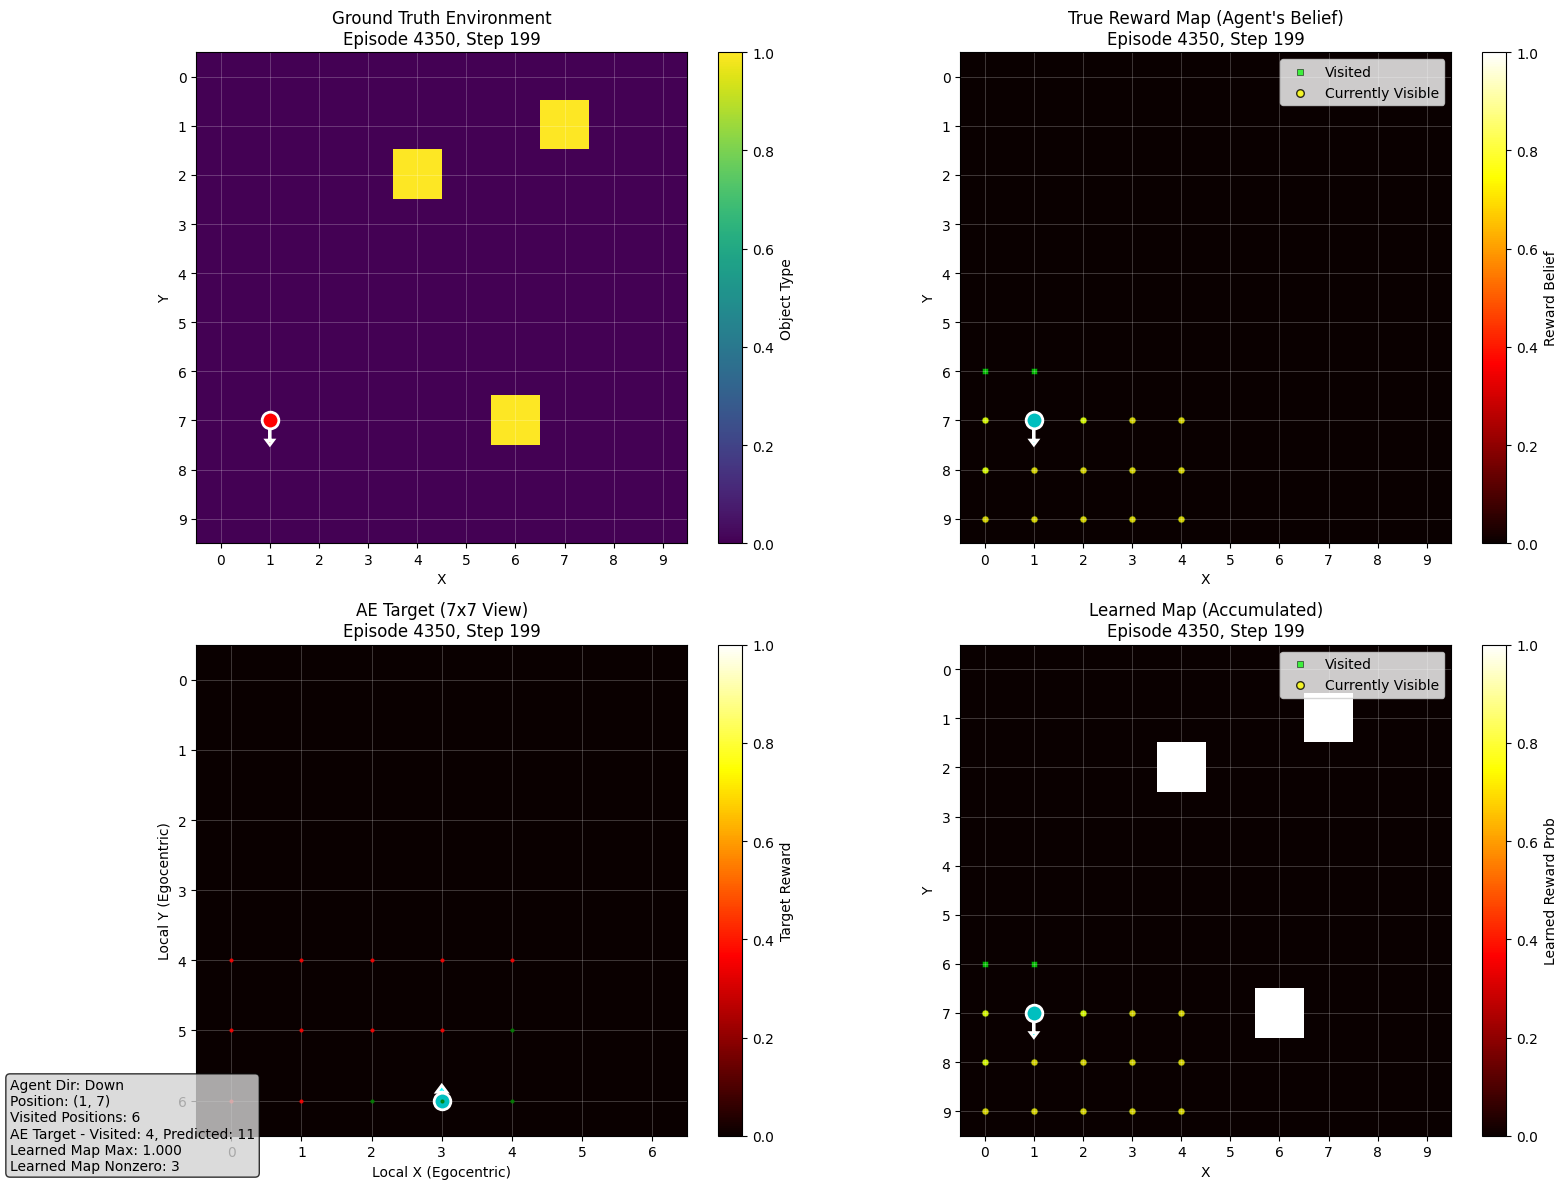 Ground Truth Environment
Episode 4350, Step 199
0
1
2
3
4
5
6
7
8
9
Y
0 1 2 3 4 5 6 7 8 9
X
1.0
0.8
0.6
0.4
0.2
0.0
Object Type
True Reward Map (Agent's Belief)
Episode 4350, Step 199
Visited
Currently Visible
0
1
2
3
4
5
6
7
8
9
Y
0 1 2 3 4 5 6 7 8 9
X
1.0
0.8
0.6
0.4
0.2
0.0
Reward Belief
AE Target (7x7 View)
Episode 4350, Step 199
0
1
2
3
4
5
6
Local Y (Egocentric)
0 1 2 3 4 5 6
Local X (Egocentric)
1.0
0.8
0.6
0.4
0.2
0.0
Target Reward
Agent Dir: Down
Position: (1, 7)
Visited Positions: 6
AE Target - Visited: 4, Predicted: 11
Learned Map Max: 1.000
Learned Map Nonzero: 3
Learned Map (Accumulated)
Episode 4350, Step 199
Visited
Currently Visible
0
1
2
3
4
5
6
7
8
9
Y
0 1 2 3 4 5 6 7 8 9
X
1.0
0.8
0.6
0.4
0.2
0.0
Learned Reward Prob